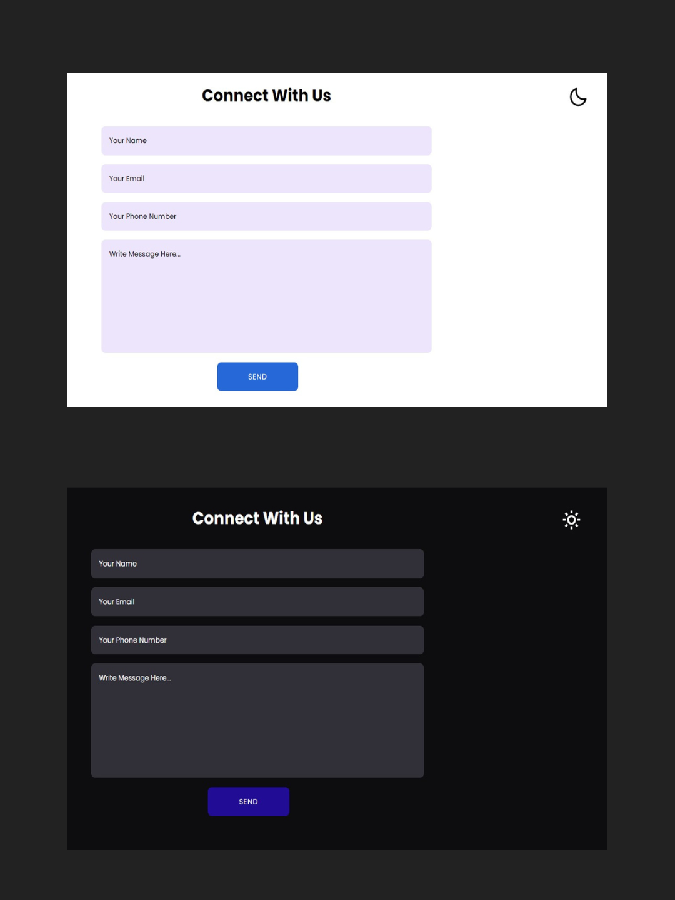 Connect With Us
Your Name
Your Email
Your Phone Number
Write Message Here...
SEND
Connect With Us
Your Name
Your Email
Your Phone Number
Write Message Here...
SEND